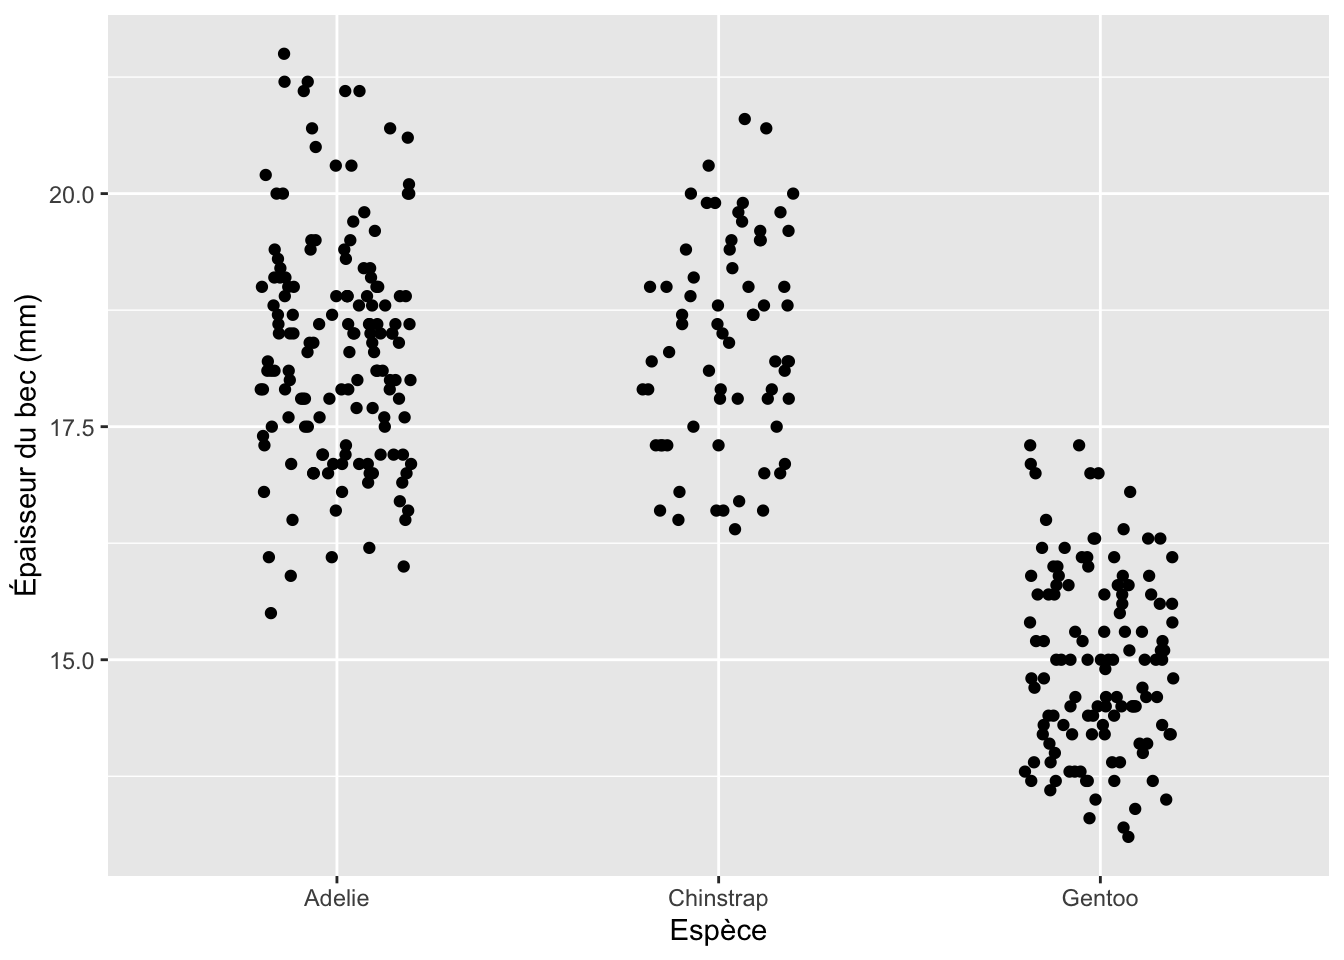 Épaisseur du bec (mm)
20.0
17.5
15.0
Adelie
Chinstrap
Gentoo
Espèce